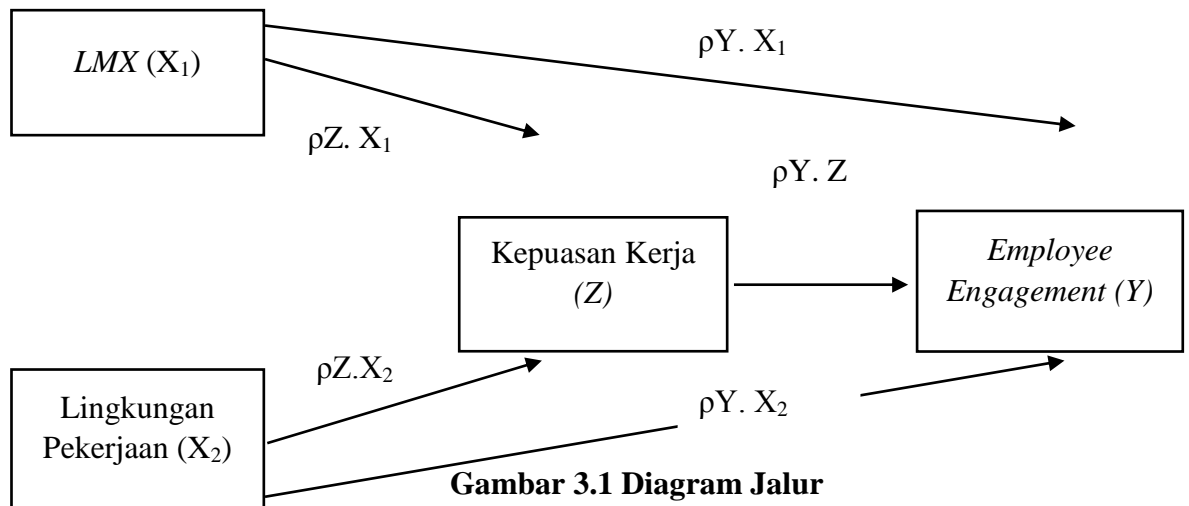 LMX (X₁)
ρY. X₁
ρZ. X₁
ρY. Z
Kepuasan Kerja
(Z)
Employee
Engagement (Y)
ρZ.X₂
Lingkungan
Pekerjaan (X₂)
ρY. X₂
Gambar 3.1 Diagram Jalur